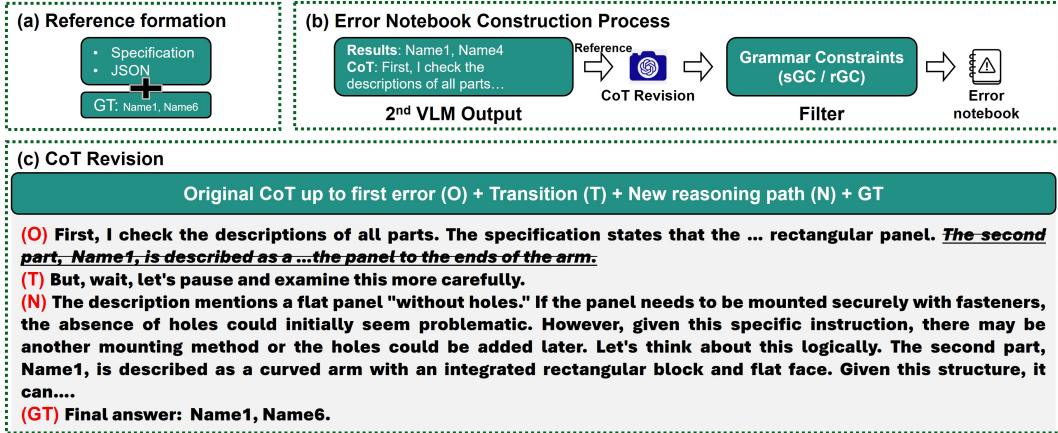 (a) Reference formation
• Specification
• JSON
GT: Name1, Name6
(b) Error Notebook Construction Process
Results: Name1, Name4
CoT: First, I check the
descriptions of all parts…
2nd VLM Output
Reference
CoT Revision
Grammar Constraints
(sGC / rGC)
Filter
Error
notebook
(c) CoT Revision
Original CoT up to first error (O) + Transition (T) + New reasoning path (N) + GT
(O) First, I check the descriptions of all parts. The specification states that the ... rectangular panel. The second
part, Name1, is described as a ...the panel to the ends of the arm.
(T) But, wait, let's pause and examine this more carefully.
(N) The description mentions a flat panel "without holes." If the panel needs to be mounted securely with fasteners,
the absence of holes could initially seem problematic. However, given this specific instruction, there may be
another mounting method or the holes could be added later. Let's think about this logically. The second part,
Name1, is described as a curved arm with an integrated rectangular block and flat face. Given this structure, it
can....
(GT) Final answer: Name1, Name6.